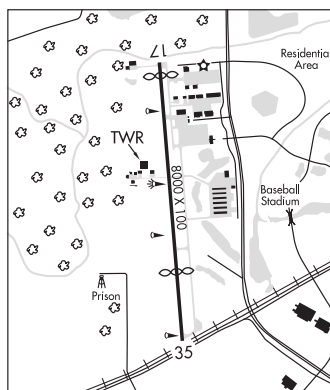 17
Residential
Area
TWR
8000 X 100
Baseball
Stadium
Prison
35